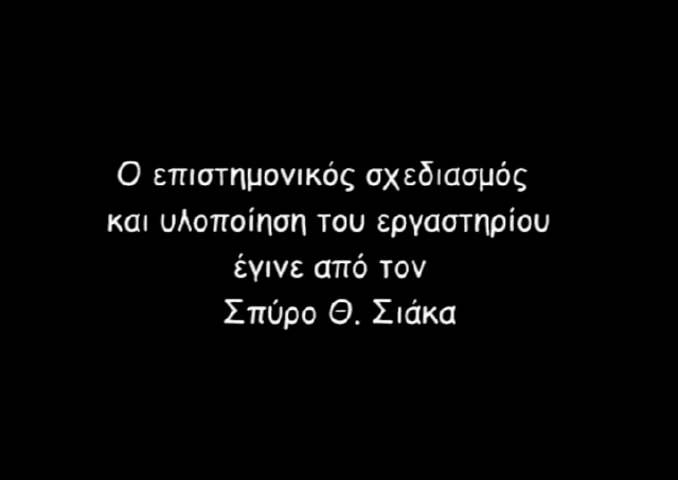 Ο επιστημονικός σχεδιασμός
και υλοποίηση του εργαστηρίου
έγινε από τον
Σπύρο Θ. Σιάκα